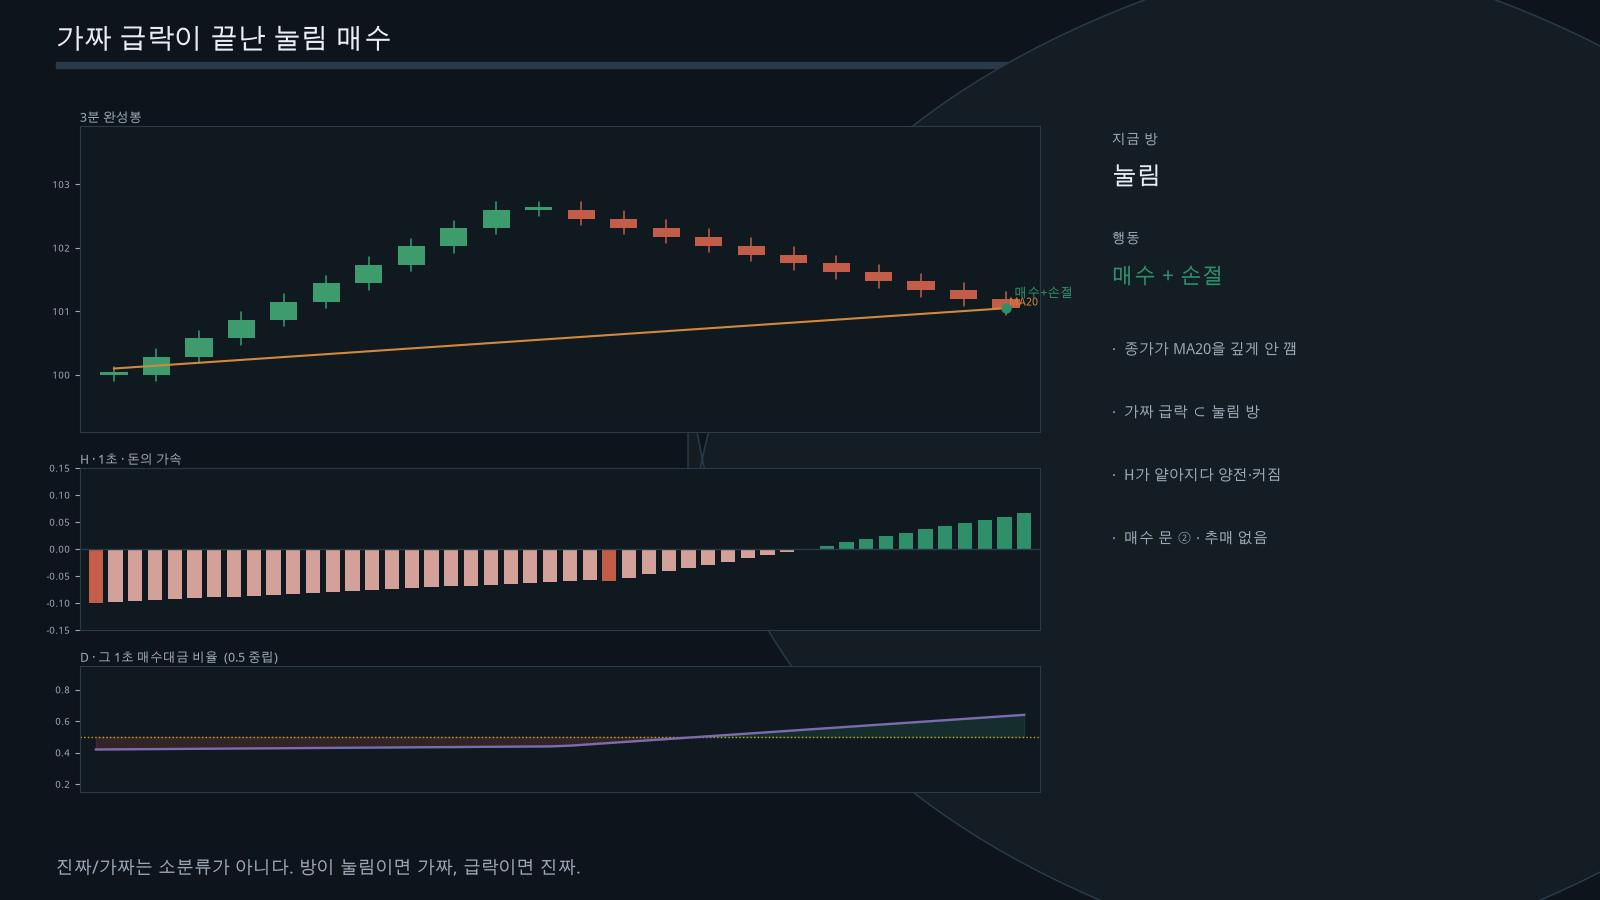 가짜 급락이 끝난 눌림 매수
3분 완성봉
103
102
101
100
매수+손절
MA20
H · 1초 · 돈의 가속
0.15
0.10
0.05
0.00
-0.05
-0.10
-0.15
D · 그 1초 매수대금 비율 (0.5 중립)
0.8
0.6
0.4
0.2
지금 방
눌림
행동
매수 + 손절
· 종가가 MA20을 깊게 안 깸
· 가짜 급락 ⊂ 눌림 방
· H가 얕아지다 양전·커짐
· 매수 문 ② · 추매 없음
진짜/가짜는 소분류가 아니다. 방이 눌림이면 가짜, 급락이면 진짜.